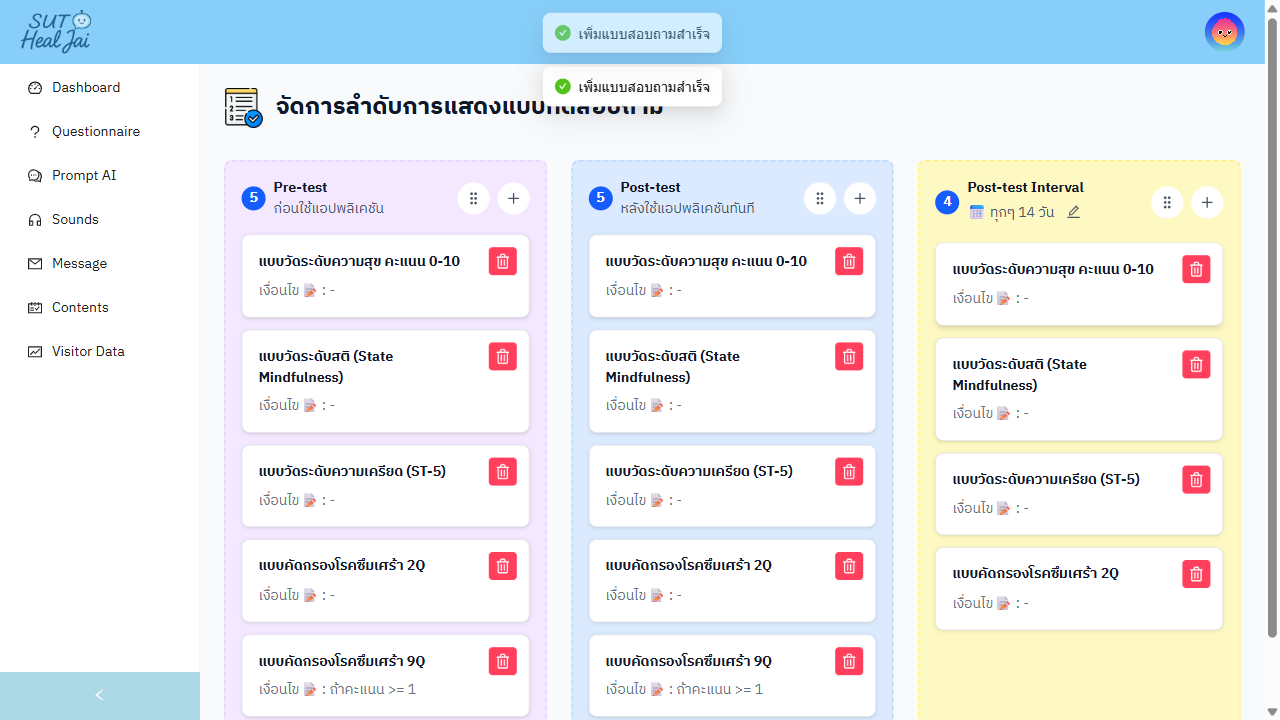 SUT
Heal Jai
เพิ่มแบบสอบถามสำเร็จ
เพิ่มแบบสอบถามสำเร็จ
Dashboard
Questionnaire
Prompt AI
Sounds
Message
Contents
Visitor Data
จัดการลำดับการแสดงแบบทดสอบถาม
5
Pre-test
ก่อนใช้แอปพลิเคชัน
แบบวัดระดับความสุข คะแนน 0-10
เงื่อนไข : -
แบบวัดระดับสติ (State
Mindfulness)
เงื่อนไข : -
แบบวัดระดับความเครียด (ST-5)
เงื่อนไข : -
แบบคัดกรองโรคซึมเศร้า 2Q
เงื่อนไข : -
แบบคัดกรองโรคซึมเศร้า 9Q
เงื่อนไข : ถ้าคะแนน >= 1
5
Post-test
หลังใช้แอปพลิเคชันทันที
แบบวัดระดับความสุข คะแนน 0-10
เงื่อนไข : -
แบบวัดระดับสติ (State
Mindfulness)
เงื่อนไข : -
แบบวัดระดับความเครียด (ST-5)
เงื่อนไข : -
แบบคัดกรองโรคซึมเศร้า 2Q
เงื่อนไข : -
แบบคัดกรองโรคซึมเศร้า 9Q
เงื่อนไข : ถ้าคะแนน >= 1
4
Post-test Interval
ทุกๆ 14 วัน
แบบวัดระดับความสุข คะแนน 0-10
เงื่อนไข : -
แบบวัดระดับสติ (State
Mindfulness)
เงื่อนไข : -
แบบวัดระดับความเครียด (ST-5)
เงื่อนไข : -
แบบคัดกรองโรคซึมเศร้า 2Q
เงื่อนไข : -